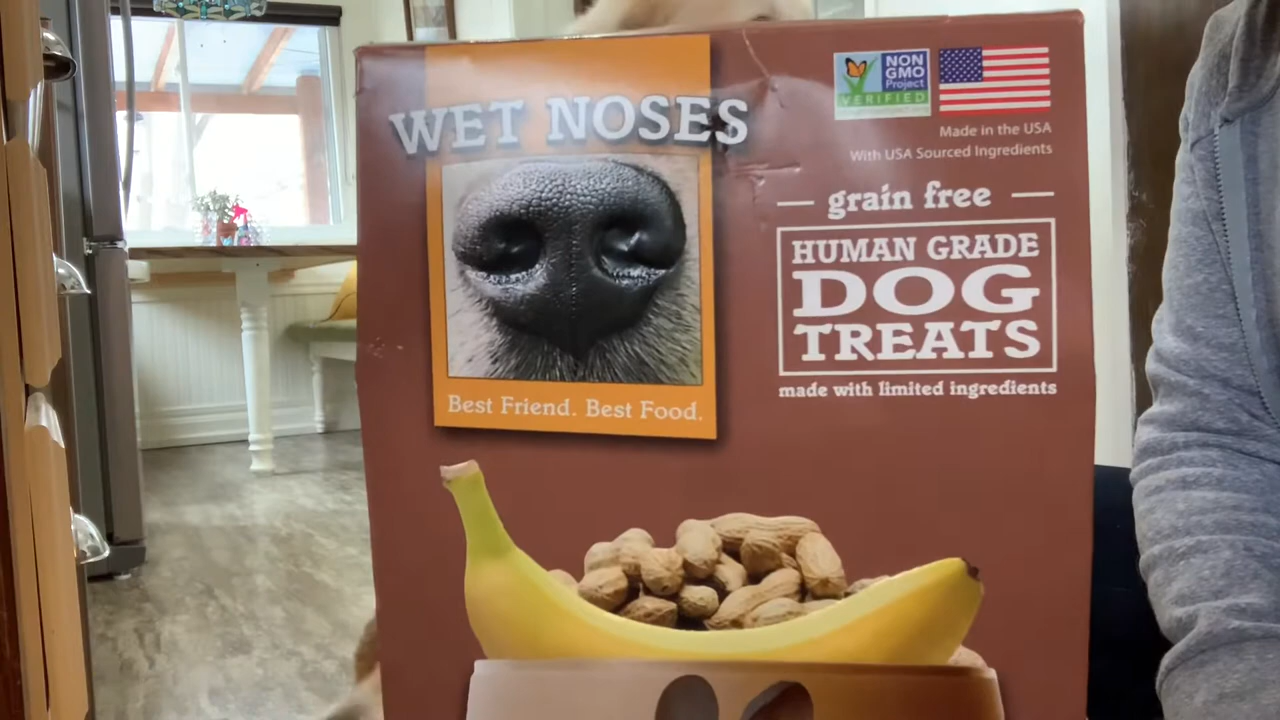 WET NOSES
Best Friend. Best Food.
NON
GMO
Project
VERIFIED
Made in the USA
With USA Sourced Ingredients
grain free
HUMAN GRADE
DOG
TREATS
made with limited ingredients